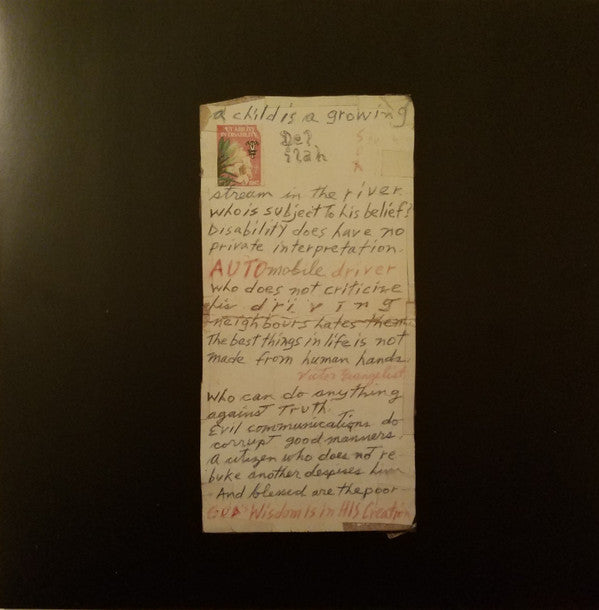 a child is a growing
Del
ilah
stream in the river
who is subject to his belief?
Disability does have no
private interpretation.
AUTOmobile driver
who does not criticize
his driving
neighbours hates them.
The best things in life is not
made from human hands.
Victor Evangelist
Who can do anything
against Truth.
Evil communications do
corrupt good manners.
A citizen who does not re
buke another despises him
And blessed are the poor
GOD'S Wisdom is in HIS Creation